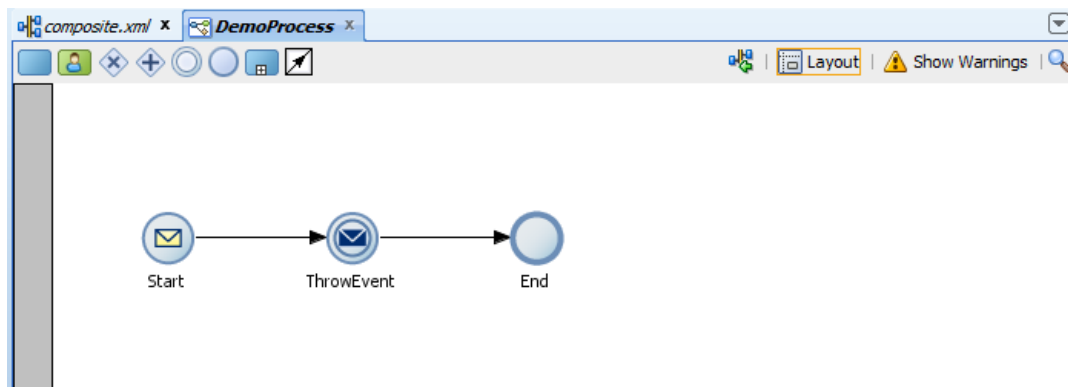 composite.xml x DemoProcess x
Layout Show Warnings
Start ThrowEvent End